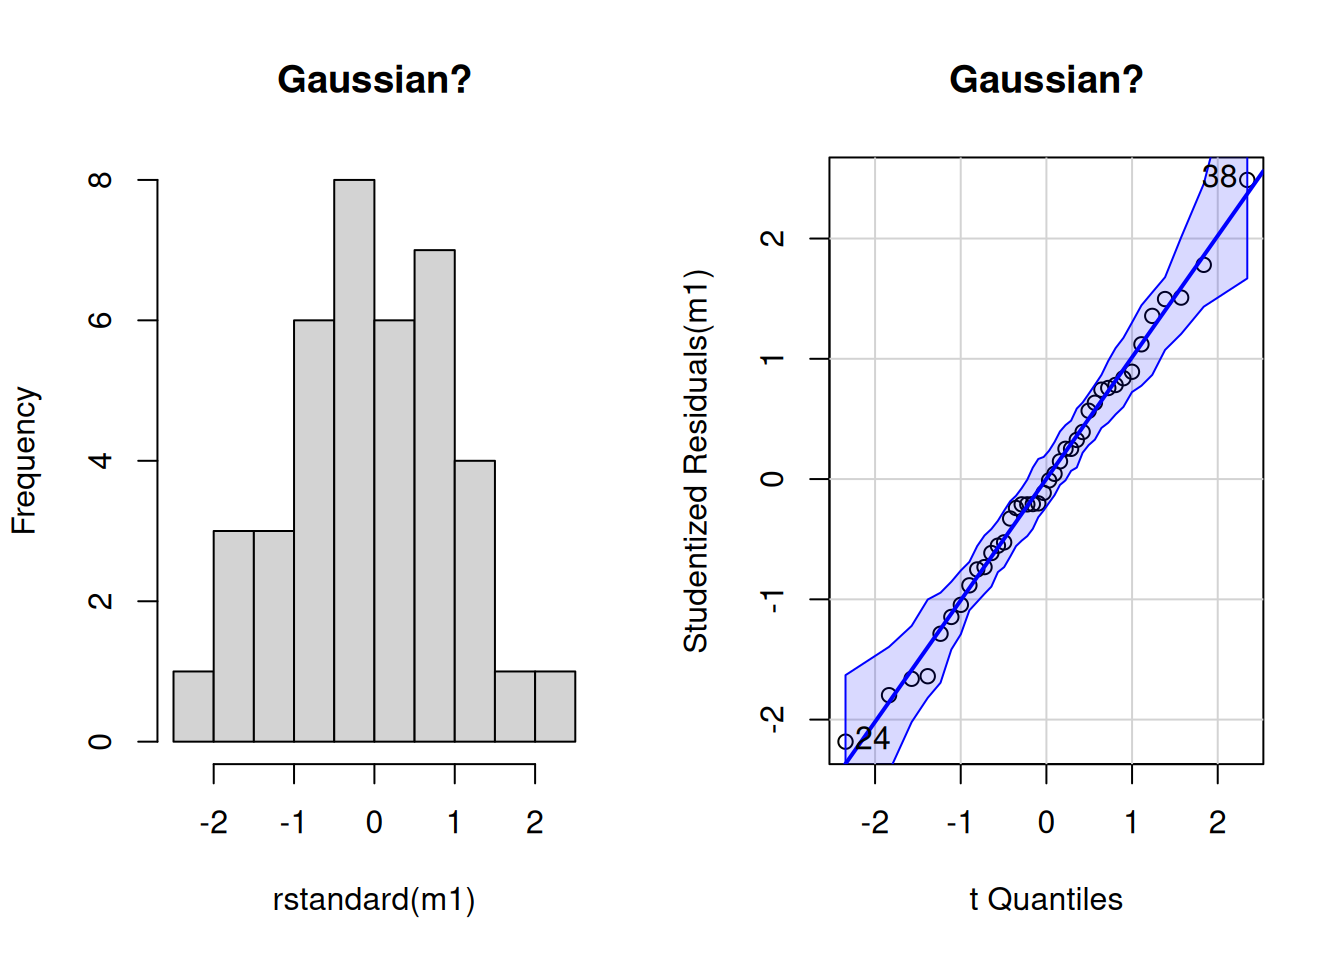 Gaussian?
Frequency
8
6
4
2
0
-2 -1 0 1 2
rstandard(m1)
Gaussian?
Studentized Residuals(m1)
2
1
0
-1
-2
38
24
-2 -1 0 1 2
t Quantiles